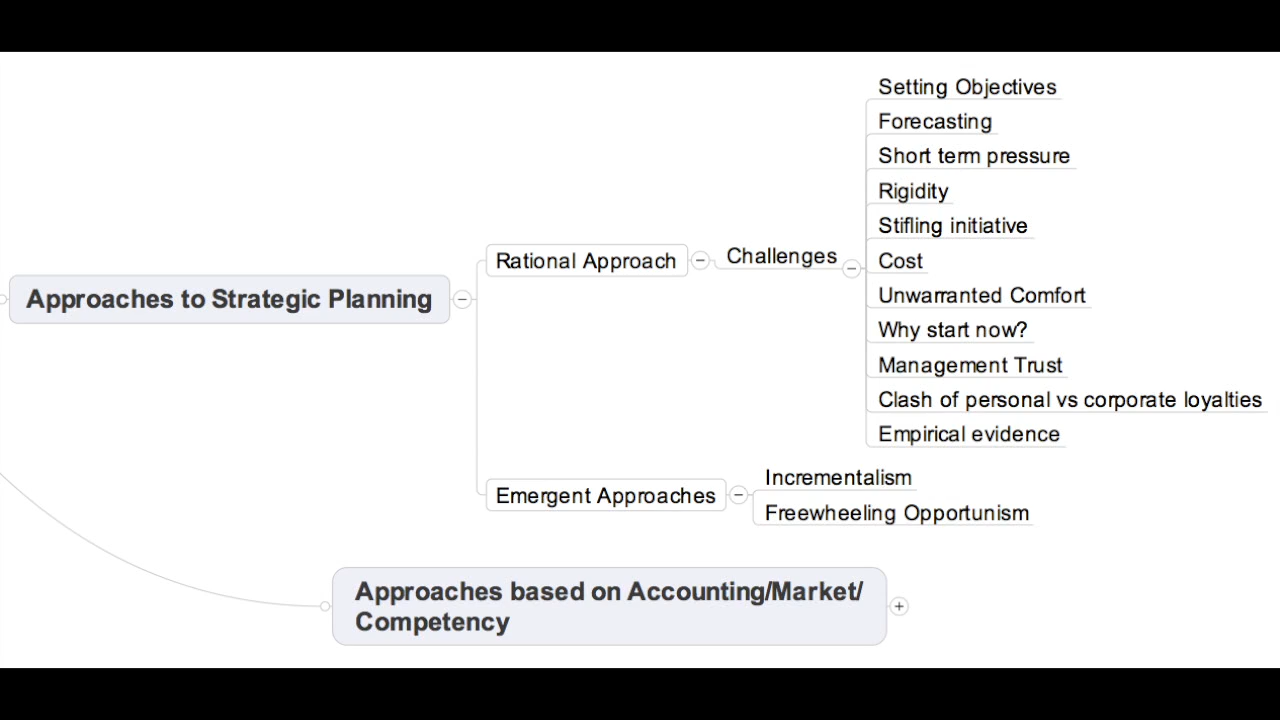 Approaches to Strategic Planning
Rational Approach
Challenges
Setting Objectives
Forecasting
Short term pressure
Rigidity
Stifling initiative
Cost
Unwarranted Comfort
Why start now?
Management Trust
Clash of personal vs corporate loyalties
Empirical evidence
Emergent Approaches
Incrementalism
Freewheeling Opportunism
Approaches based on Accounting/Market/
Competency